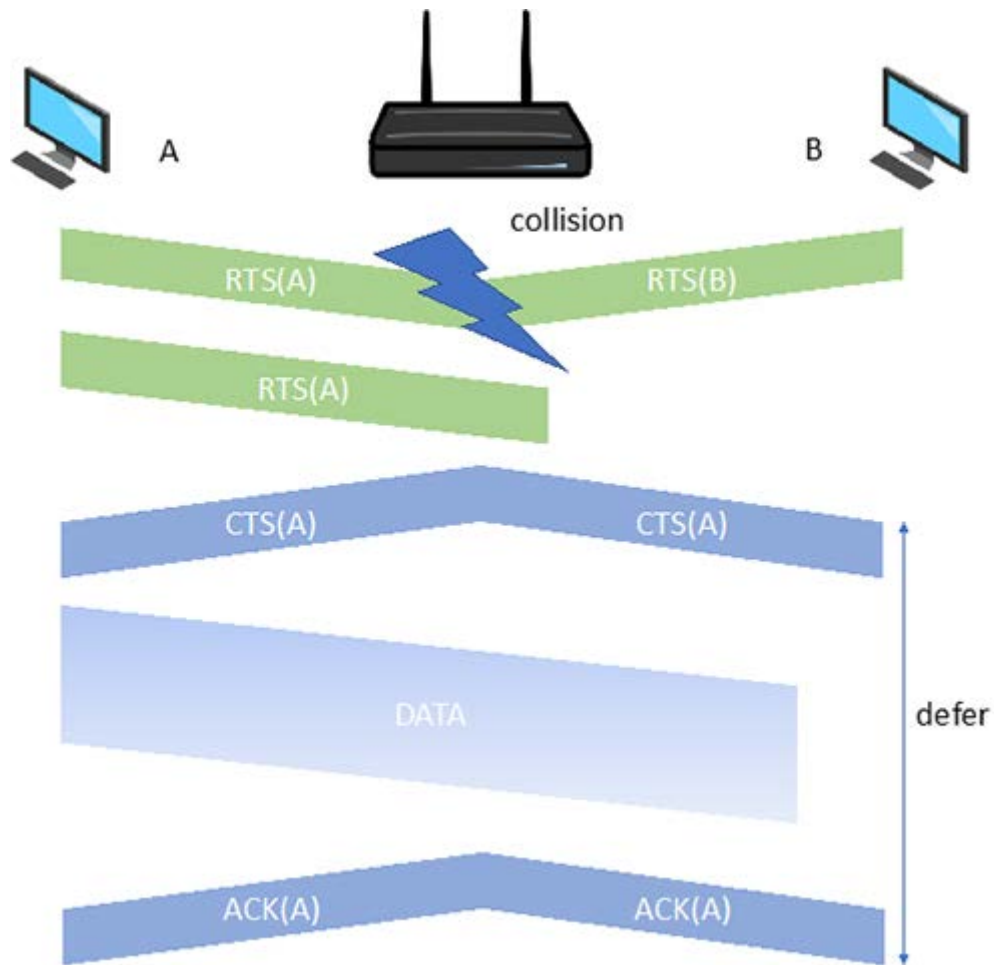 A
B
collision
RTS(A)
RTS(B)
RTS(A)
CTS(A)
CTS(A)
DATA
defer
ACK(A)
ACK(A)